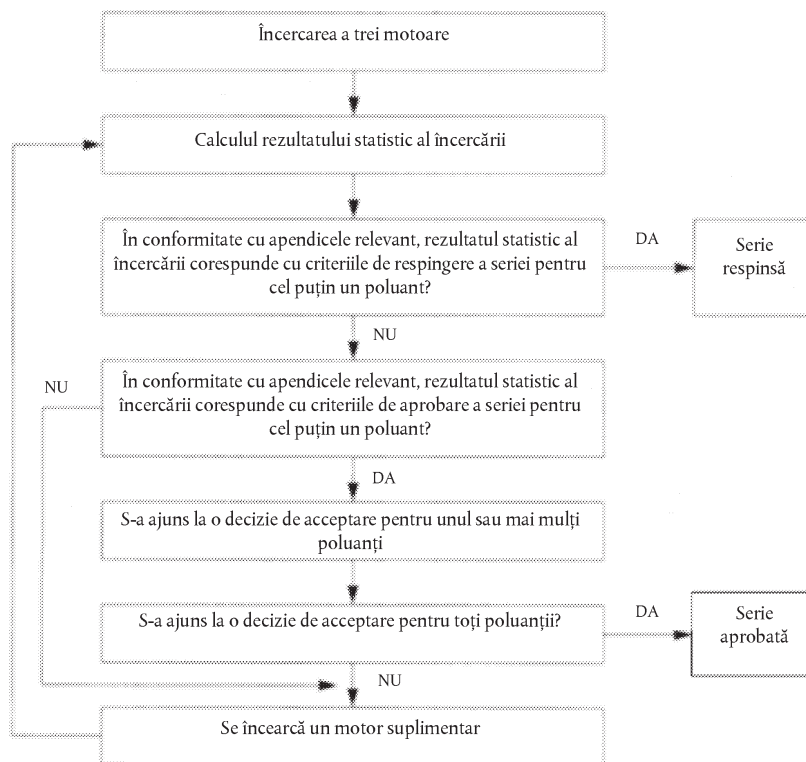 Încercarea a trei motoare
Calculul rezultatului statistic al încercării
În conformitate cu apendicele relevant, rezultatul statistic al
încercării corespunde cu criteriile de respingere a seriei pentru
cel puțin un poluant?
DA
Serie
respinsă
NU
NU
În conformitate cu apendicele relevant, rezultatul statistic al
încercării corespunde cu criteriile de aprobare a seriei pentru
cel puțin un poluant?
DA
S-a ajuns la o decizie de acceptare pentru unul sau mai mulți
poluanți
S-a ajuns la o decizie de acceptare pentru toți poluanții?
DA
Serie
aprobată
NU
Se încearcă un motor suplimentar